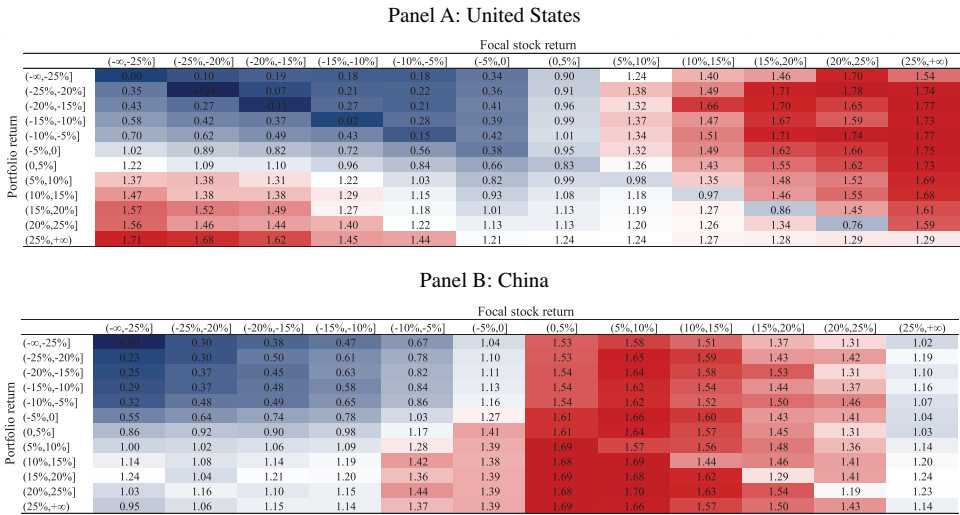 Panel A: United States
Focal stock return
(-∞,-25%] (-25%,-20%] (-20%,-15%] (-15%,-10%] (-10%,-5%] (-5%,0] (0,5%] (5%,10%] (10%,15%] (15%,20%] (20%,25%] (25%,+∞)
Portfolio return
(-∞,-25%] 0.00 0.10 0.19 0.18 0.18 0.34 0.90 1.24 1.40 1.46 1.70 1.54
(-25%,-20%] 0.35 -0.24 0.07 0.21 0.22 0.36 0.91 1.38 1.49 1.71 1.78 1.74
(-20%,-15%] 0.43 0.27 -0.11 0.27 0.21 0.41 0.96 1.32 1.66 1.70 1.65 1.77
(-15%,-10%] 0.58 0.42 0.37 0.02 0.28 0.39 0.99 1.37 1.47 1.67 1.59 1.73
(-10%,-5%] 0.70 0.62 0.49 0.43 0.15 0.42 1.01 1.34 1.51 1.71 1.74 1.77
(-5%,0] 1.02 0.89 0.82 0.72 0.56 0.38 0.95 1.32 1.49 1.62 1.66 1.75
(0,5%] 1.22 1.09 1.10 0.96 0.84 0.66 0.83 1.26 1.43 1.55 1.62 1.73
(5%,10%] 1.37 1.38 1.31 1.22 1.03 0.82 0.99 0.98 1.35 1.48 1.52 1.69
(10%,15%] 1.47 1.38 1.38 1.29 1.15 0.93 1.08 1.18 0.97 1.46 1.55 1.68
(15%,20%] 1.57 1.52 1.49 1.27 1.18 1.01 1.13 1.19 1.27 0.86 1.45 1.61
(20%,25%] 1.56 1.46 1.44 1.40 1.22 1.13 1.13 1.20 1.26 1.34 0.76 1.59
(25%,+∞) 1.71 1.68 1.62 1.45 1.44 1.21 1.24 1.24 1.27 1.28 1.29 1.29
Panel B: China
Focal stock return
(-∞,-25%] (-25%,-20%] (-20%,-15%] (-15%,-10%] (-10%,-5%] (-5%,0] (0,5%] (5%,10%] (10%,15%] (15%,20%] (20%,25%] (25%,+∞)
Portfolio return
(-∞,-25%] 0.00 0.30 0.38 0.47 0.67 1.04 1.53 1.58 1.51 1.37 1.31 1.02
(-25%,-20%] 0.23 0.30 0.50 0.61 0.78 1.10 1.53 1.65 1.59 1.43 1.42 1.19
(-20%,-15%] 0.25 0.37 0.45 0.63 0.82 1.11 1.54 1.64 1.58 1.53 1.31 1.10
(-15%,-10%] 0.29 0.37 0.48 0.58 0.84 1.13 1.54 1.62 1.54 1.44 1.37 1.16
(-10%,-5%] 0.32 0.48 0.49 0.65 0.86 1.16 1.54 1.62 1.52 1.50 1.46 1.07
(-5%,0] 0.55 0.64 0.74 0.78 1.03 1.27 1.61 1.66 1.60 1.43 1.41 1.04
(0,5%] 0.86 0.92 0.90 0.98 1.17 1.41 1.61 1.64 1.57 1.45 1.31 1.03
(5%,10%] 1.00 1.02 1.06 1.09 1.28 1.39 1.69 1.57 1.56 1.48 1.36 1.14
(10%,15%] 1.14 1.08 1.14 1.19 1.42 1.38 1.68 1.69 1.44 1.46 1.41 1.20
(15%,20%] 1.24 1.04 1.21 1.20 1.36 1.39 1.69 1.68 1.62 1.29 1.41 1.24
(20%,25%] 1.03 1.16 1.10 1.15 1.44 1.39 1.68 1.70 1.63 1.54 1.19 1.23
(25%,+∞) 0.95 1.06 1.15 1.14 1.37 1.39 1.69 1.66 1.57 1.50 1.43 1.14